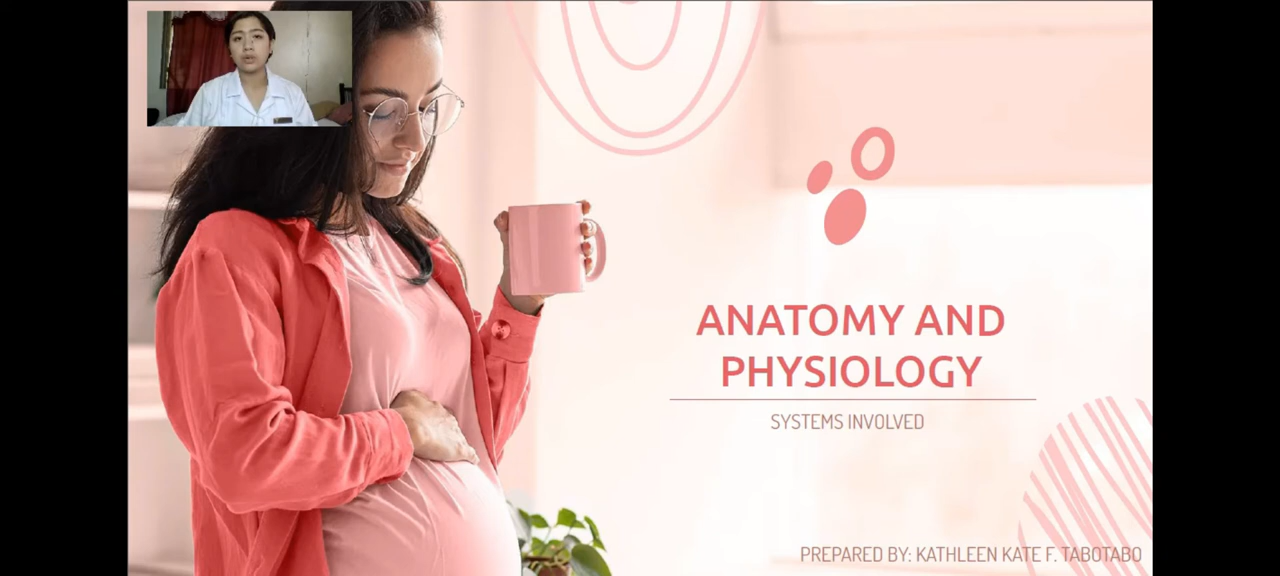 ANATOMY AND
PHYSIOLOGY
SYSTEMS INVOLVED
PREPARED BY: KATHLEEN KATE F. TABOTABO